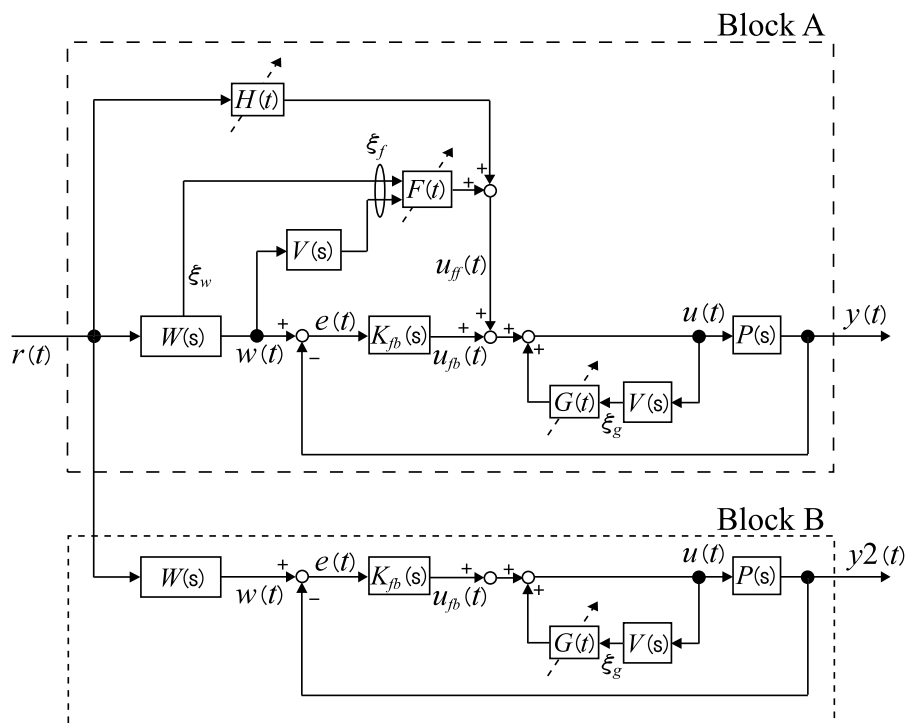 Block A
H(t)
ξf
F(t)
+
+
V(s)
ξw
uff(t)
r(t)
W(s)
w(t)
+
−
e(t)
Kfb(s)
ufb(t)
+
+
+
+
u(t)
P(s)
y(t)
G(t)
ξg
V(s)
Block B
W(s)
w(t)
+
−
e(t)
Kfb(s)
ufb(t)
+
+
+
u(t)
P(s)
y2(t)
G(t)
ξg
V(s)